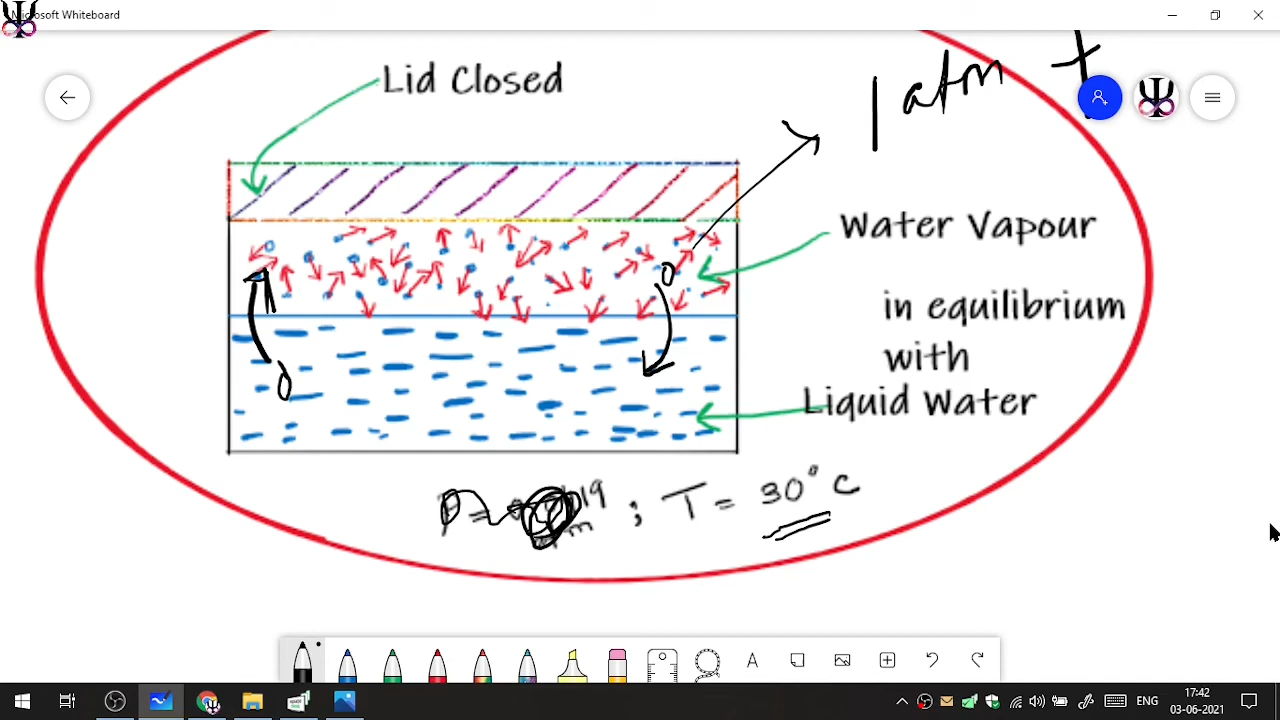 Microsoft Whiteboard
Lid Closed
1 atm +
Water Vapour
in equilibrium
with
Liquid Water
P =
; T = 30° C
ENG
17:42
03-06-2021